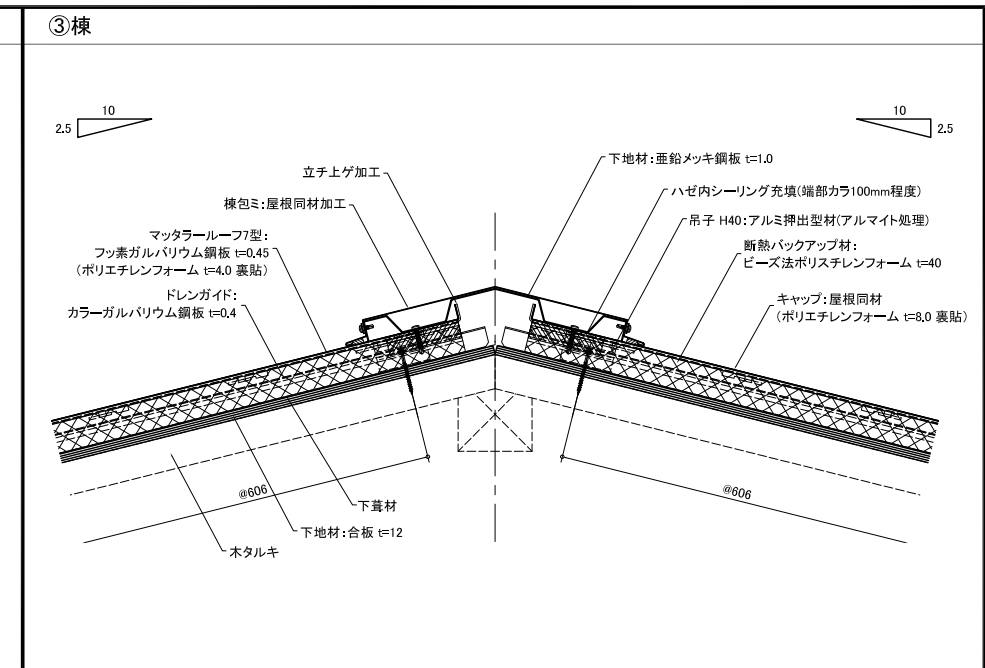 ③棟
10
2.5
10
2.5
立チ上ゲ加工
棟包ミ:屋根同材加工
マッタラールーフ7型:
フッ素ガルバリウム鋼板 t=0.45
(ポリエチレンフォーム t=4.0 裏貼)
ドレンガイド:
カラーガルバリウム鋼板 t=0.4
下地材:亜鉛メッキ鋼板 t=1.0
ハゼ内シーリング充填(端部カラ100mm程度)
吊子 H40:アルミ押出型材(アルマイト処理)
断熱バックアップ材:
ビーズ法ポリスチレンフォーム t=40
キャップ:屋根同材
(ポリエチレンフォーム t=8.0 裏貼)
@606
@606
下葺材
下地材:合板 t=12
木タルキ